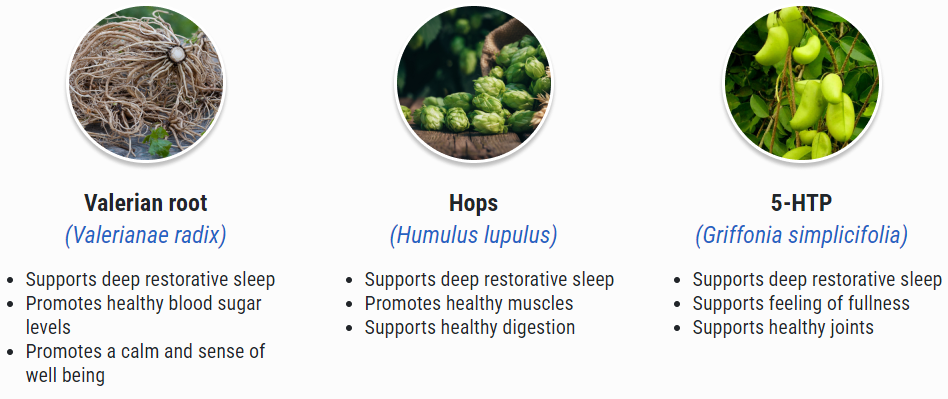 Valerian root
(Valerianae radix)
• Supports deep restorative sleep
• Promotes healthy blood sugar
levels
• Promotes a calm and sense of
well being
Hops
(Humulus lupulus)
• Supports deep restorative sleep
• Promotes healthy muscles
• Supports healthy digestion
5-HTP
(Griffonia simplicifolia)
• Supports deep restorative sleep
• Supports feeling of fullness
• Supports healthy joints